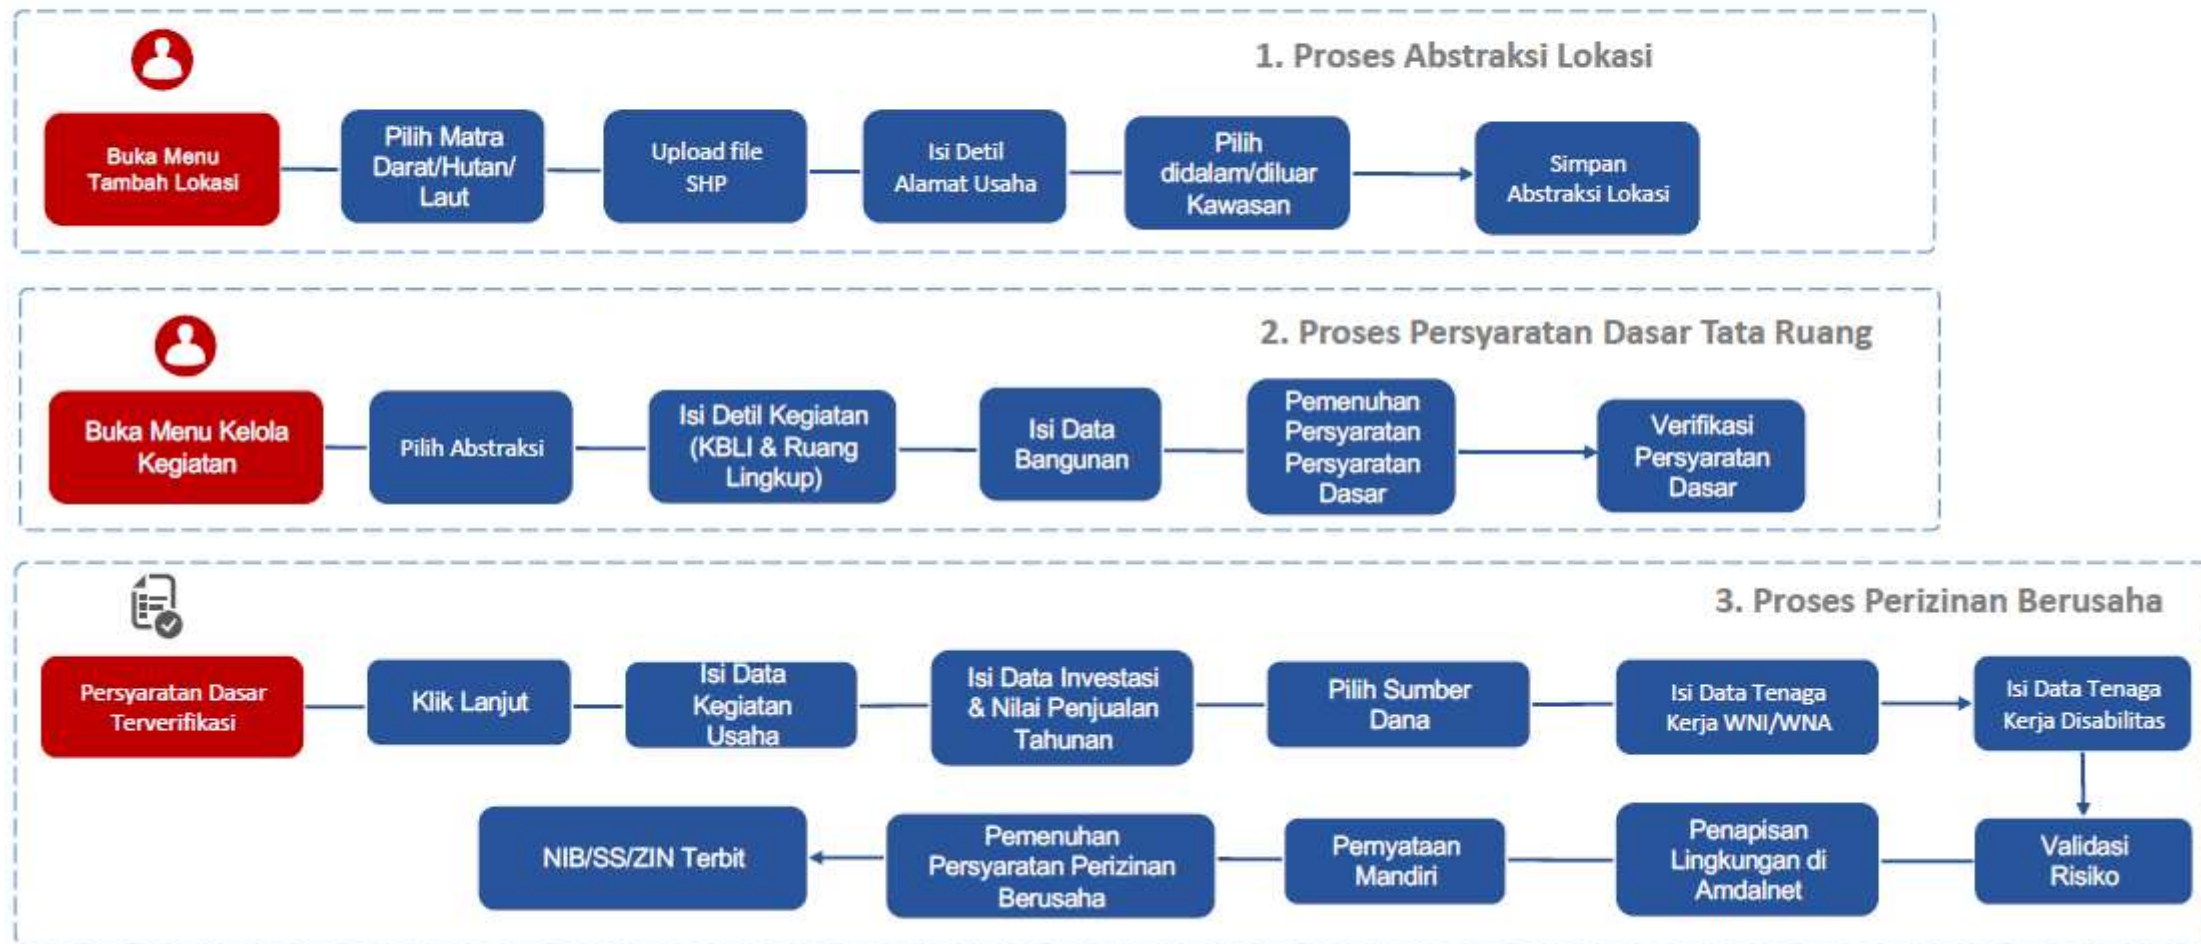 1. Proses Abstraksi Lokasi
Buka Menu
Tambah Lokasi
Pilih Matra
Darat/Hutan/
Laut
Upload file
SHP
Isi Detil
Alamat Usaha
Pilih
didalam/diluar
Kawasan
Simpan
Abstraksi Lokasi
2. Proses Persyaratan Dasar Tata Ruang
Buka Menu Kelola
Kegiatan
Pilih Abstraksi
Isi Detil Kegiatan
(KBLI & Ruang
Lingkup)
Isi Data
Bangunan
Pemenuhan
Persyaratan
Persyaratan
Dasar
Verifikasi
Persyaratan
Dasar
3. Proses Perizinan Berusaha
Persyaratan Dasar
Terverifikasi
Klik Lanjut
Isi Data
Kegiatan
Usaha
Isi Data Investasi
& Nilai Penjualan
Tahunan
Pilih Sumber
Dana
Isi Data Tenaga
Kerja WNI/WNA
Isi Data Tenaga
Kerja Disabilitas
Validasi
Risiko
Penapisan
Lingkungan di
Amdalnet
Pernyataan
Mandiri
Pemenuhan
Persyaratan Perizinan
Berusaha
NIB/SS/ZIN Terbit